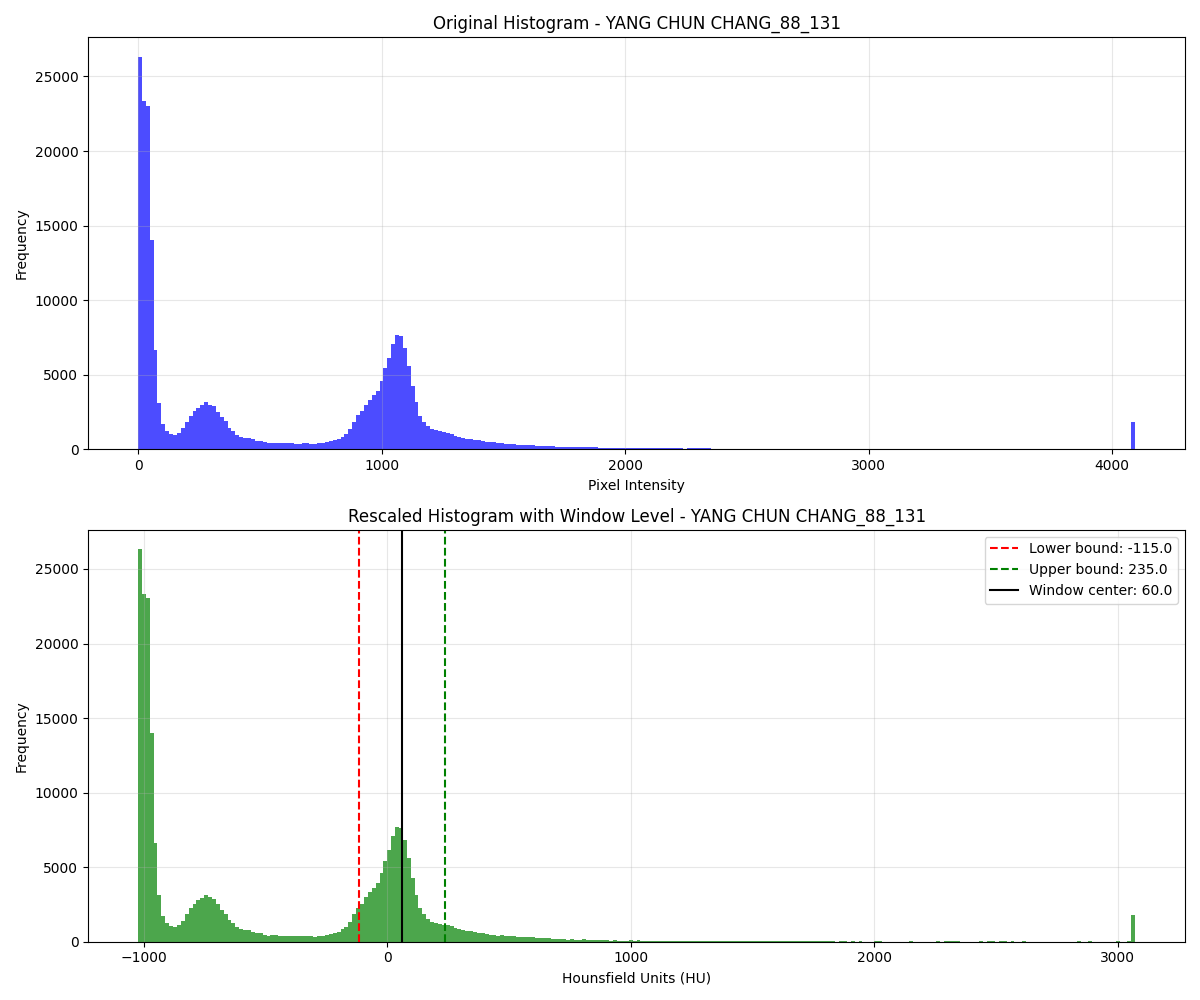 Original Histogram - YANG CHUN CHANG_88_131
Frequency
25000
20000
15000
10000
5000
0
0 1000 2000 3000 4000
Pixel Intensity
Rescaled Histogram with Window Level - YANG CHUN CHANG_88_131
Frequency
25000
20000
15000
10000
5000
0
Lower bound: -115.0
Upper bound: 235.0
Window center: 60.0
−1000 0 1000 2000 3000
Hounsfield Units (HU)